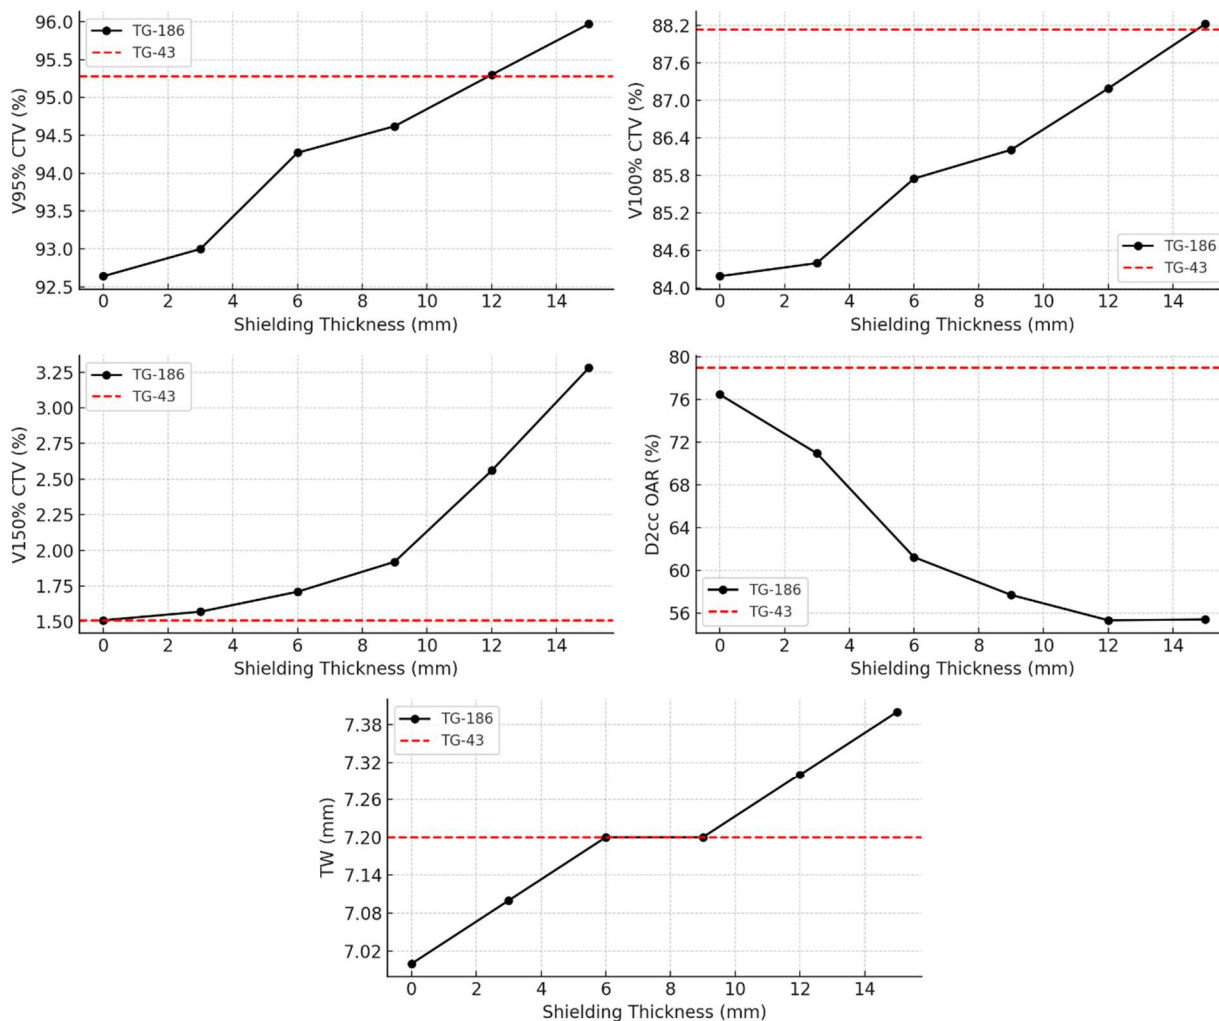 96.0
95.5
95.0
94.5
94.0
93.5
93.0
92.5
V95% CTV (%)
TG-186
TG-43
0 2 4 6 8 10 12 14
Shielding Thickness (mm)
88.2
87.6
87.0
86.4
85.8
85.2
84.6
84.0
V100% CTV (%)
TG-186
TG-43
0 2 4 6 8 10 12 14
Shielding Thickness (mm)
3.25
3.00
2.75
2.50
2.25
2.00
1.75
1.50
V150% CTV (%)
TG-186
TG-43
0 2 4 6 8 10 12 14
Shielding Thickness (mm)
80
76
72
68
64
60
56
D2cc OAR (%)
TG-186
TG-43
0 2 4 6 8 10 12 14
Shielding Thickness (mm)
7.38
7.32
7.26
7.20
7.14
7.08
7.02
TW (mm)
TG-186
TG-43
0 2 4 6 8 10 12 14
Shielding Thickness (mm)